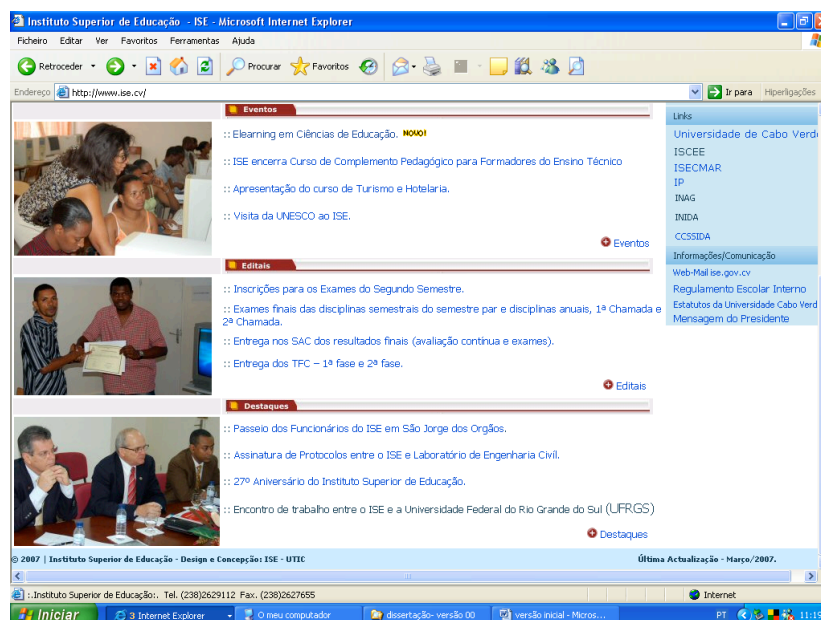 Instituto Superior de Educação - ISE - Microsoft Internet Explorer
Ficheiro Editar Ver Favoritos Ferramentas Ajuda
Retroceder Procurar Favoritos
Endereço http://www.ise.cv/ Ir para Hiperligações
Eventos
:: Elearning em Ciências de Educação. NOVO!
:: ISE encerra Curso de Complemento Pedagógico para Formadores do Ensino Técnico
:: Apresentação do curso de Turismo e Hotelaria.
:: Visita da UNESCO ao ISE.
Eventos
Editais
:: Inscrições para os Exames do Segundo Semestre.
:: Exames finais das disciplinas semestrais do semestre par e disciplinas anuais, 1ª Chamada e
2ª Chamada.
:: Entrega nos SAC dos resultados finais (avaliação contínua e exames).
:: Entrega dos TFC – 1ª fase e 2ª fase.
Editais
Destaques
:: Passeio dos Funcionários do ISE em São Jorge dos Orgãos.
:: Assinatura de Protocolos entre o ISE e Laboratório de Engenharia Civíl.
:: 27º Aniversário do Instituto Superior de Educação.
:: Encontro de trabalho entre o ISE e a Universidade Federal do Rio Grande do Sul (UFRGS)
Destaques
Links
Universidade de Cabo Verd
ISCEE
ISECMAR
IP
INAG
INIDA
CCSSIDA
Informações/Comunicação
Web-Mail ise.gov.cv
Regulamento Escolar Interno
Estatutos da Universidade Cabo Verd
Mensagem do Presidente
© 2007 | Instituto Superior de Educação - Design e Concepção: ISE - UTIC Última Actualização - Março/2007.
:.Instituto Superior de Educação:. Tel. (238)2629112 Fax. (238)2627655 Internet
Iniciar 3 Internet Explorer O meu computador dissertação- versão 00 versão inicial - Micros... PT 11:19